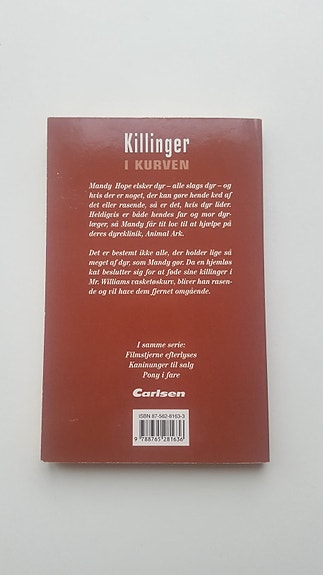 Killinger
I KURVEN
Mandy Hope elsker dyr – alle slags dyr – og
hvis der er noget, der kan gøre hende ked af
det eller rasende, så er det, hvis dyr lider.
Heldigvis er både hendes far og mor dyr-
læger, så Mandy får tit lov til at hjælpe på
deres dyreklinik, Animal Ark.
Det er bestemt ikke alle, der holder lige så
meget af dyr, som Mandy gør. Da en hjemløs
kat beslutter sig for at føde sine killinger i
Mr. Williams vasketøskurv, bliver han rasen-
de og vil have dem fjernet omgående.
I samme serie:
Filmstjerne efterlyses
Kaninunger til salg
Pony i fare
Carlsen
ISBN 87-562-8163-3
9 788765 281636